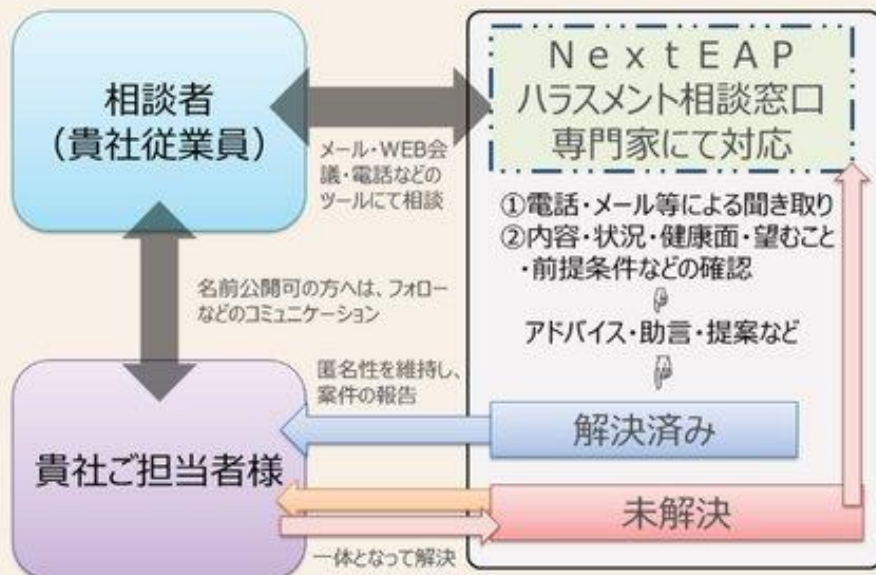 相談者
（貴社従業員）
メール・WEB会
議・電話などの
ツールにて相談
ＮｅｘｔＥＡＰ
ハラスメント相談窓口
専門家にて対応
①電話・メール等による聞き取り
②内容・状況・健康面・望むこと
・前提条件などの確認
☟
アドバイス・助言・提案など
☟
名前公開可の方へは、フォロー
などのコミュニケーション
匿名性を維持し、
案件の報告
解決済み
貴社ご担当者様
未解決
一体となって解決